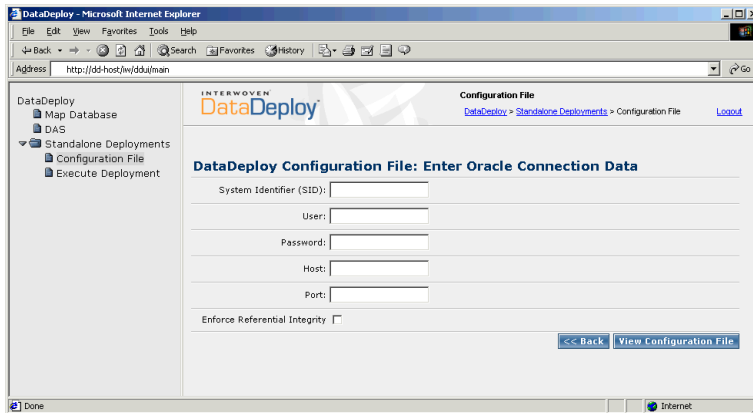 DataDeploy - Microsoft Internet Explorer
File Edit View Favorites Tools Help
Back Search Favorites History
Address http://dd-host/iw/ddui/main Go
DataDeploy
Map Database
DAS
Standalone Deployments
Configuration File
Execute Deployment
INTERWOVEN
DataDeploy
Configuration File
DataDeploy > Standalone Deployments > Configuration File Logout
DataDeploy Configuration File: Enter Oracle Connection Data
System Identifier (SID):
User:
Password:
Host:
Port:
Enforce Referential Integrity
<< Back View Configuration File
Done Internet